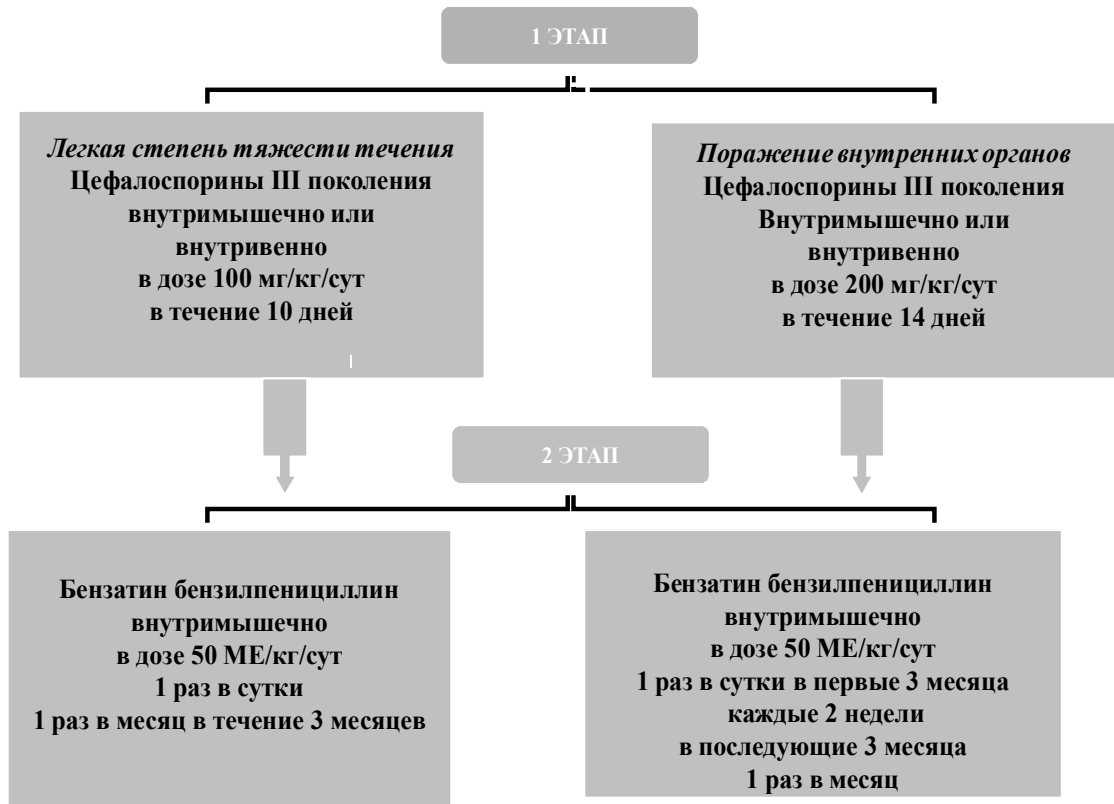 1 ЭТАП
Легкая степень тяжести течения
Цефалоспорины III поколения
внутримышечно или
внутривенно
в дозе 100 мг/кг/сут
в течение 10 дней
Поражение внутренних органов
Цефалоспорины III поколения
Внутримышечно или
внутривенно
в дозе 200 мг/кг/сут
в течение 14 дней
2 ЭТАП
Бензатин бензилпенициллин
внутримышечно
в дозе 50 МЕ/кг/сут
1 раз в сутки
1 раз в месяц в течение 3 месяцев
Бензатин бензилпенициллин
внутримышечно
в дозе 50 МЕ/кг/сут
1 раз в сутки в первые 3 месяца
каждые 2 недели
в последующие 3 месяца
1 раз в месяц